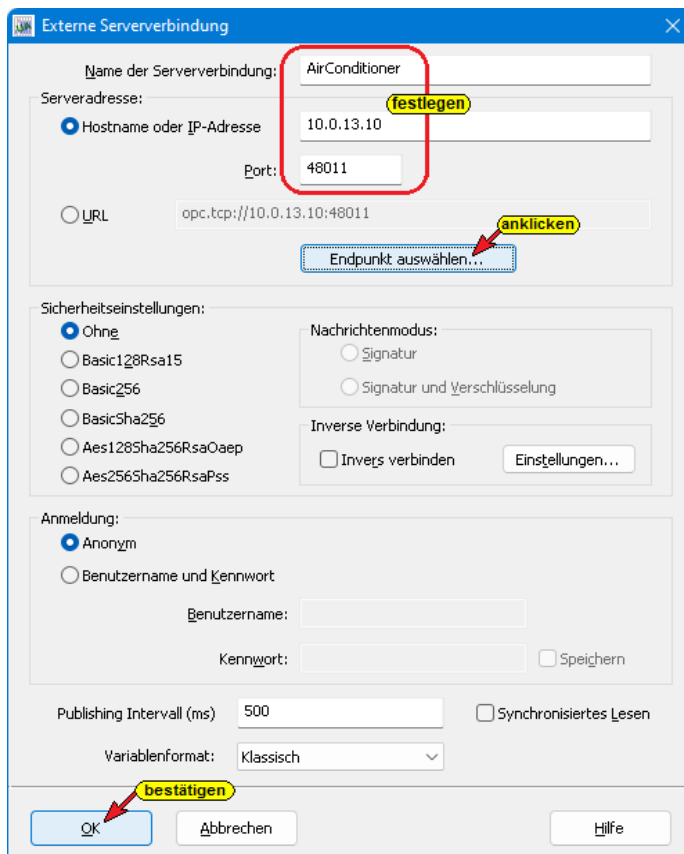 Externe Serververbindung
Name der Serververbindung: AirConditioner
Serveradresse:
festlegen
Hostname oder IP-Adresse 10.0.13.10
Port: 48011
URL opc.tcp://10.0.13.10:48011
anklicken
Endpunkt auswählen...
Sicherheitseinstellungen:
Ohne
Nachrichtenmodus:
Basic128Rsa15
Signatur
Basic256
Signatur und Verschlüsselung
BasicSha256
Inverse Verbindung:
Aes128Sha256RsaOaep
Invers verbinden Einstellungen...
Aes256Sha256RsaPss
Anmeldung:
Anonym
Benutzername und Kennwort
Benutzername:
Kennwort: Speichern
Publishing Intervall (ms) 500 Synchronisiertes Lesen
Variablenformat: Klassisch
bestätigen
OK Abbrechen Hilfe